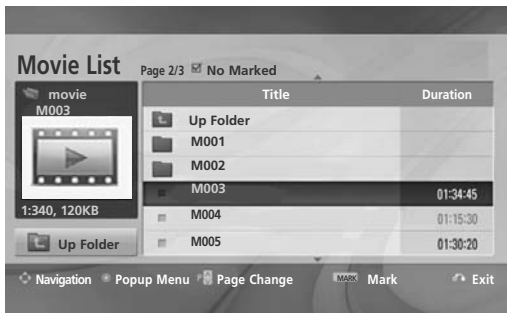 Movie List Page 2/3 No Marked
movie
M003
1:340, 120KB
Up Folder
Title Duration
Up Folder
M001
M002
M003 01:34:45
M004 01:15:30
M005 01:30:20
Navigation Popup Menu P Page Change MARK Mark Exit